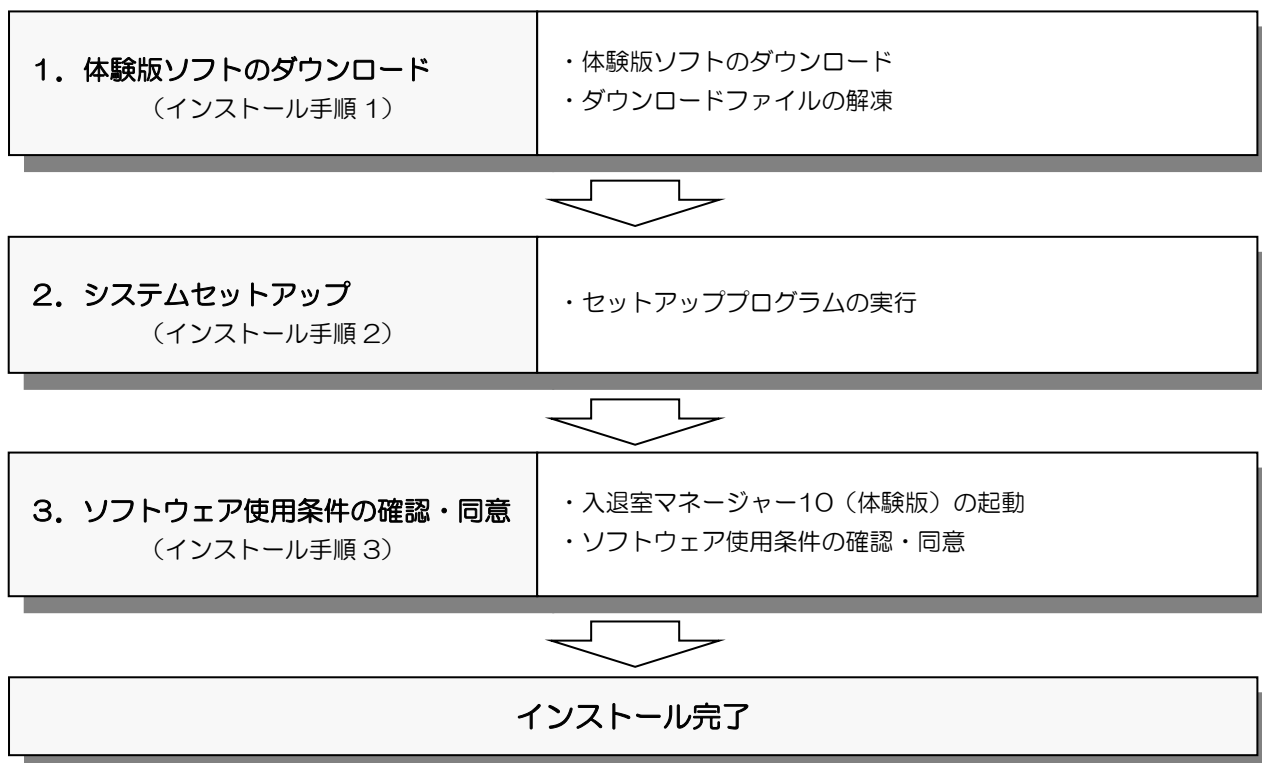 １．体験版ソフトのダウンロード
（インストール手順 1）
・体験版ソフトのダウンロード
・ダウンロードファイルの解凍
２．システムセットアップ
（インストール手順 2）
・セットアッププログラムの実行
３．ソフトウェア使用条件の確認・同意
（インストール手順 3）
・入退室マネージャー10（体験版）の起動
・ソフトウェア使用条件の確認・同意
インストール完了